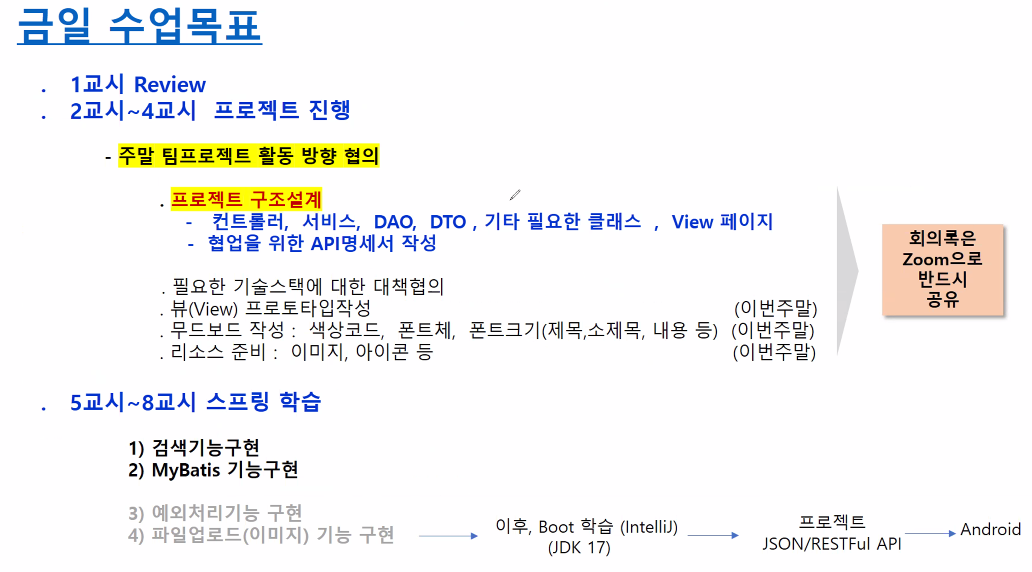 금일 수업목표
. 1교시 Review
. 2교시~4교시 프로젝트 진행
- 주말 팀프로젝트 활동 방향 협의
. 프로젝트 구조설계
- 컨트롤러, 서비스, DAO, DTO , 기타 필요한 클래스 , View 페이지
- 협업을 위한 API명세서 작성
. 필요한 기술스택에 대한 대책협의
. 뷰(View) 프로토타입작성 (이번주말)
. 무드보드 작성 : 색상코드, 폰트체, 폰트크기(제목,소제목, 내용 등) (이번주말)
. 리소스 준비 : 이미지, 아이콘 등 (이번주말)
회의록은
Zoom으로
반드시
공유
. 5교시~8교시 스프링 학습
1) 검색기능구현
2) MyBatis 기능구현
3) 예외처리기능 구현
4) 파일업로드(이미지) 기능 구현
이후, Boot 학습 (IntelliJ)
(JDK 17)
프로젝트
JSON/RESTFul API
Android